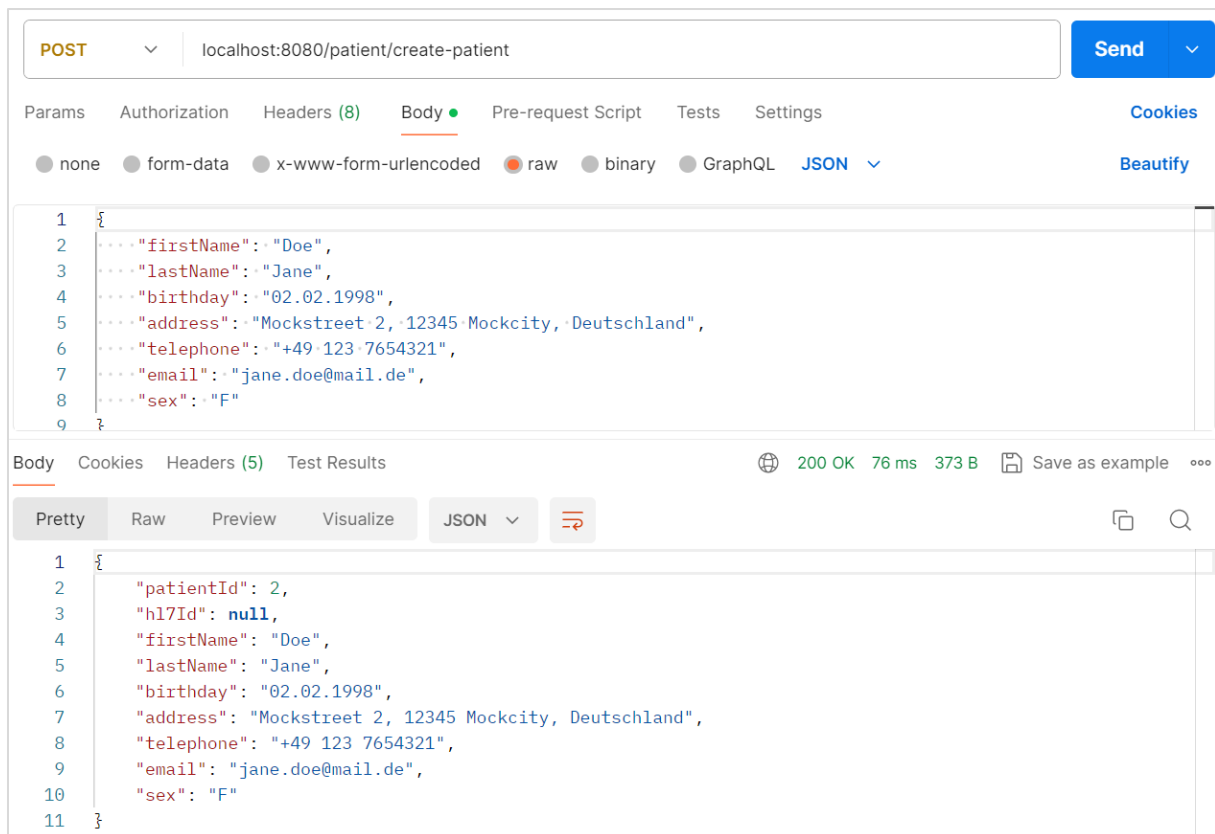 POST localhost:8080/patient/create-patient Send
Params Authorization Headers (8) Body Pre-request Script Tests Settings Cookies
none form-data x-www-form-urlencoded raw binary GraphQL JSON Beautify
1 {
2 "firstName": "Doe",
3 "lastName": "Jane",
4 "birthday": "02.02.1998",
5 "address": "Mockstreet 2, 12345 Mockcity, Deutschland",
6 "telephone": "+49 123 7654321",
7 "email": "jane.doe@mail.de",
8 "sex": "F"
9 }
Body Cookies Headers (5) Test Results 200 OK 76 ms 373 B Save as example
Pretty Raw Preview Visualize JSON
1 {
2 "patientId": 2,
3 "hl7Id": null,
4 "firstName": "Doe",
5 "lastName": "Jane",
6 "birthday": "02.02.1998",
7 "address": "Mockstreet 2, 12345 Mockcity, Deutschland",
8 "telephone": "+49 123 7654321",
9 "email": "jane.doe@mail.de",
10 "sex": "F"
11 }